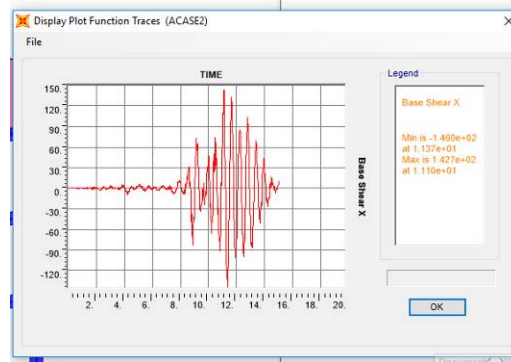 Display Plot Function Traces (ACASE2)
File
TIME
150.
120.
90.
60.
30.
0.
-30.
-60.
-90.
-120.
2. 4. 6. 8. 10. 12. 14. 16. 18. 20.
Base Shear X
Legend
Base Shear X
Min is -1.460e+02
at 1.137e+01
Max is 1.427e+02
at 1.110e+01
OK